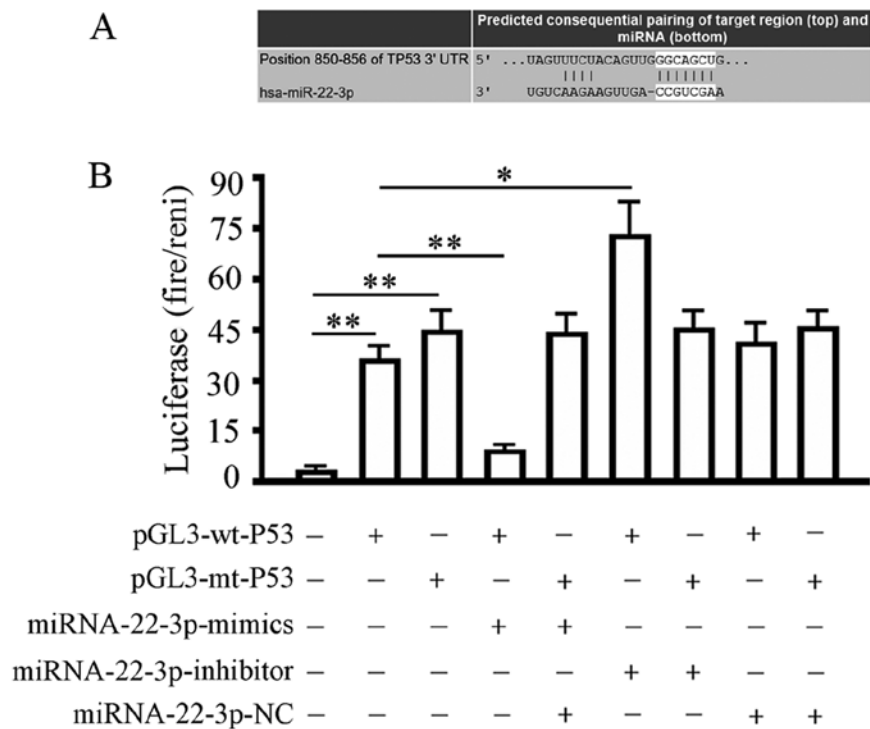 A
Predicted consequential pairing of target region (top) and
miRNA (bottom)
Position 850-856 of TP53 3' UTR 5' ...UAGUUUCUACAGUUGGGCAGCUG...
hsa-miR-22-3p 3' UGUCAAGAAGUUGA-CCGUCGAA
B
Luciferase (fire/reni)
90
75
60
45
30
15
0
*
**
**
**
pGL3-wt-P53 – + – + – + – + –
pGL3-mt-P53 – – + – + – + – +
miRNA-22-3p-mimics – – – + + – – – –
miRNA-22-3p-inhibitor – – – – – + + – –
miRNA-22-3p-NC – – – – + – – + +